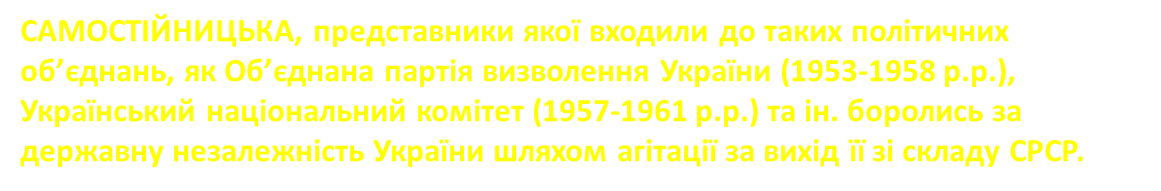 САМОСТІЙНИЦЬКА, представники якої входили до таких політичних
об’єднань, як Об’єднана партія визволення України (1953-1958 р.р.),
Український національний комітет (1957-1961 р.р.) та ін. боролись за
державну незалежність України шляхом агітації за вихід її зі складу СРСР.